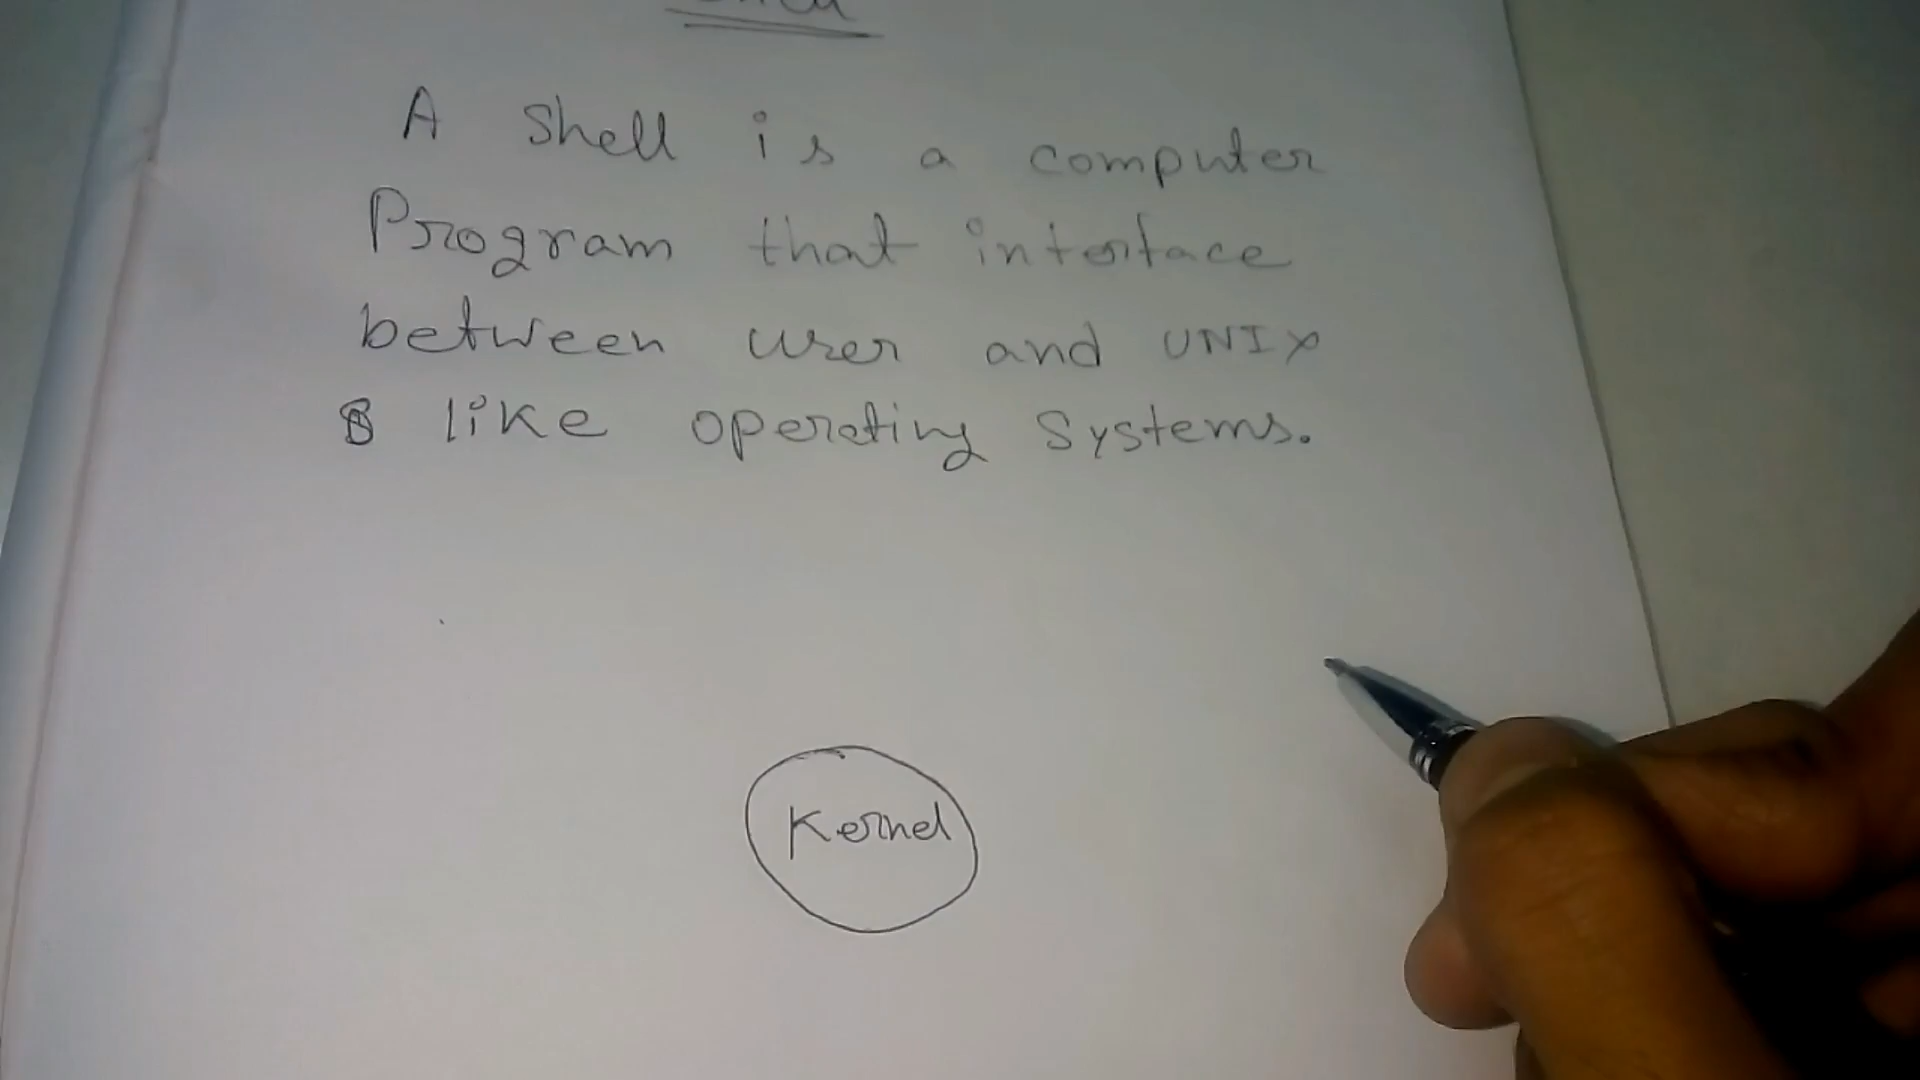 A Shell is a computer
Program that interface
between user and UNIX
like operating Systems.
Kernel